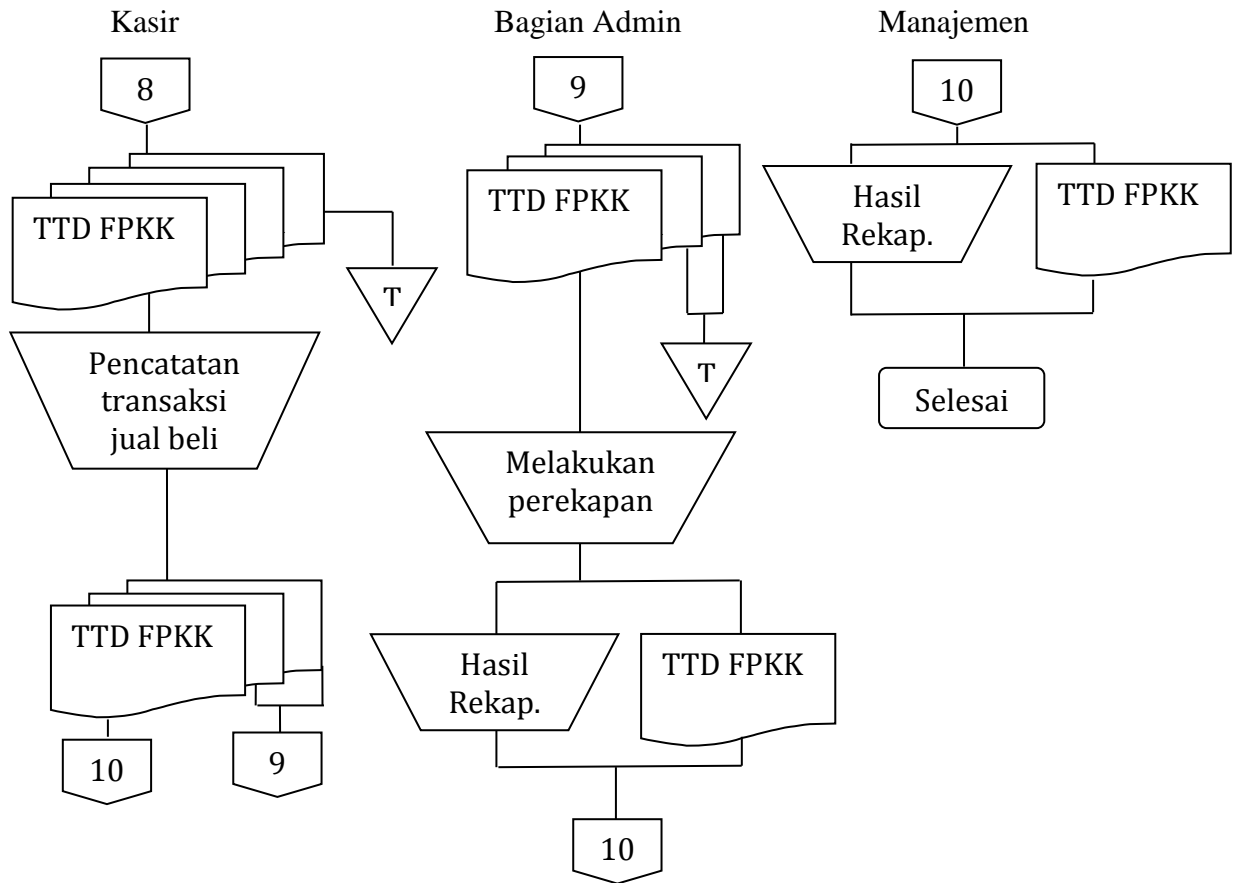 Kasir
8
TTD FPKK
T
Pencatatan
transaksi
jual beli
TTD FPKK
10
9
Bagian Admin
9
TTD FPKK
T
Melakukan
perekapan
Hasil
Rekap.
TTD FPKK
10
Manajemen
10
Hasil
Rekap.
TTD FPKK
Selesai